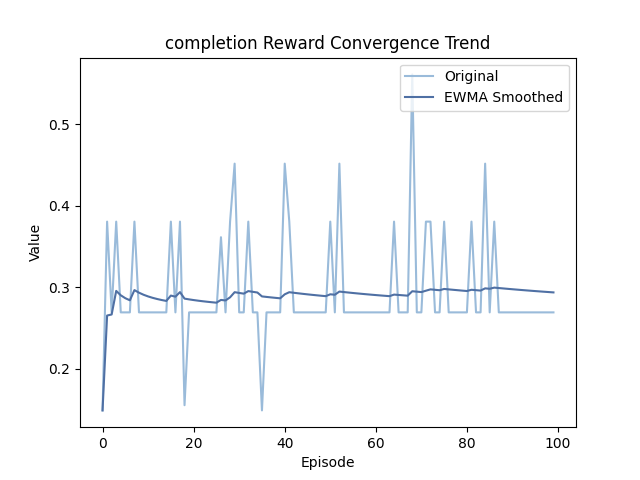 completion Reward Convergence Trend
Original
EWMA Smoothed
Value
0.5
0.4
0.3
0.2
0 20 40 60 80 100
Episode